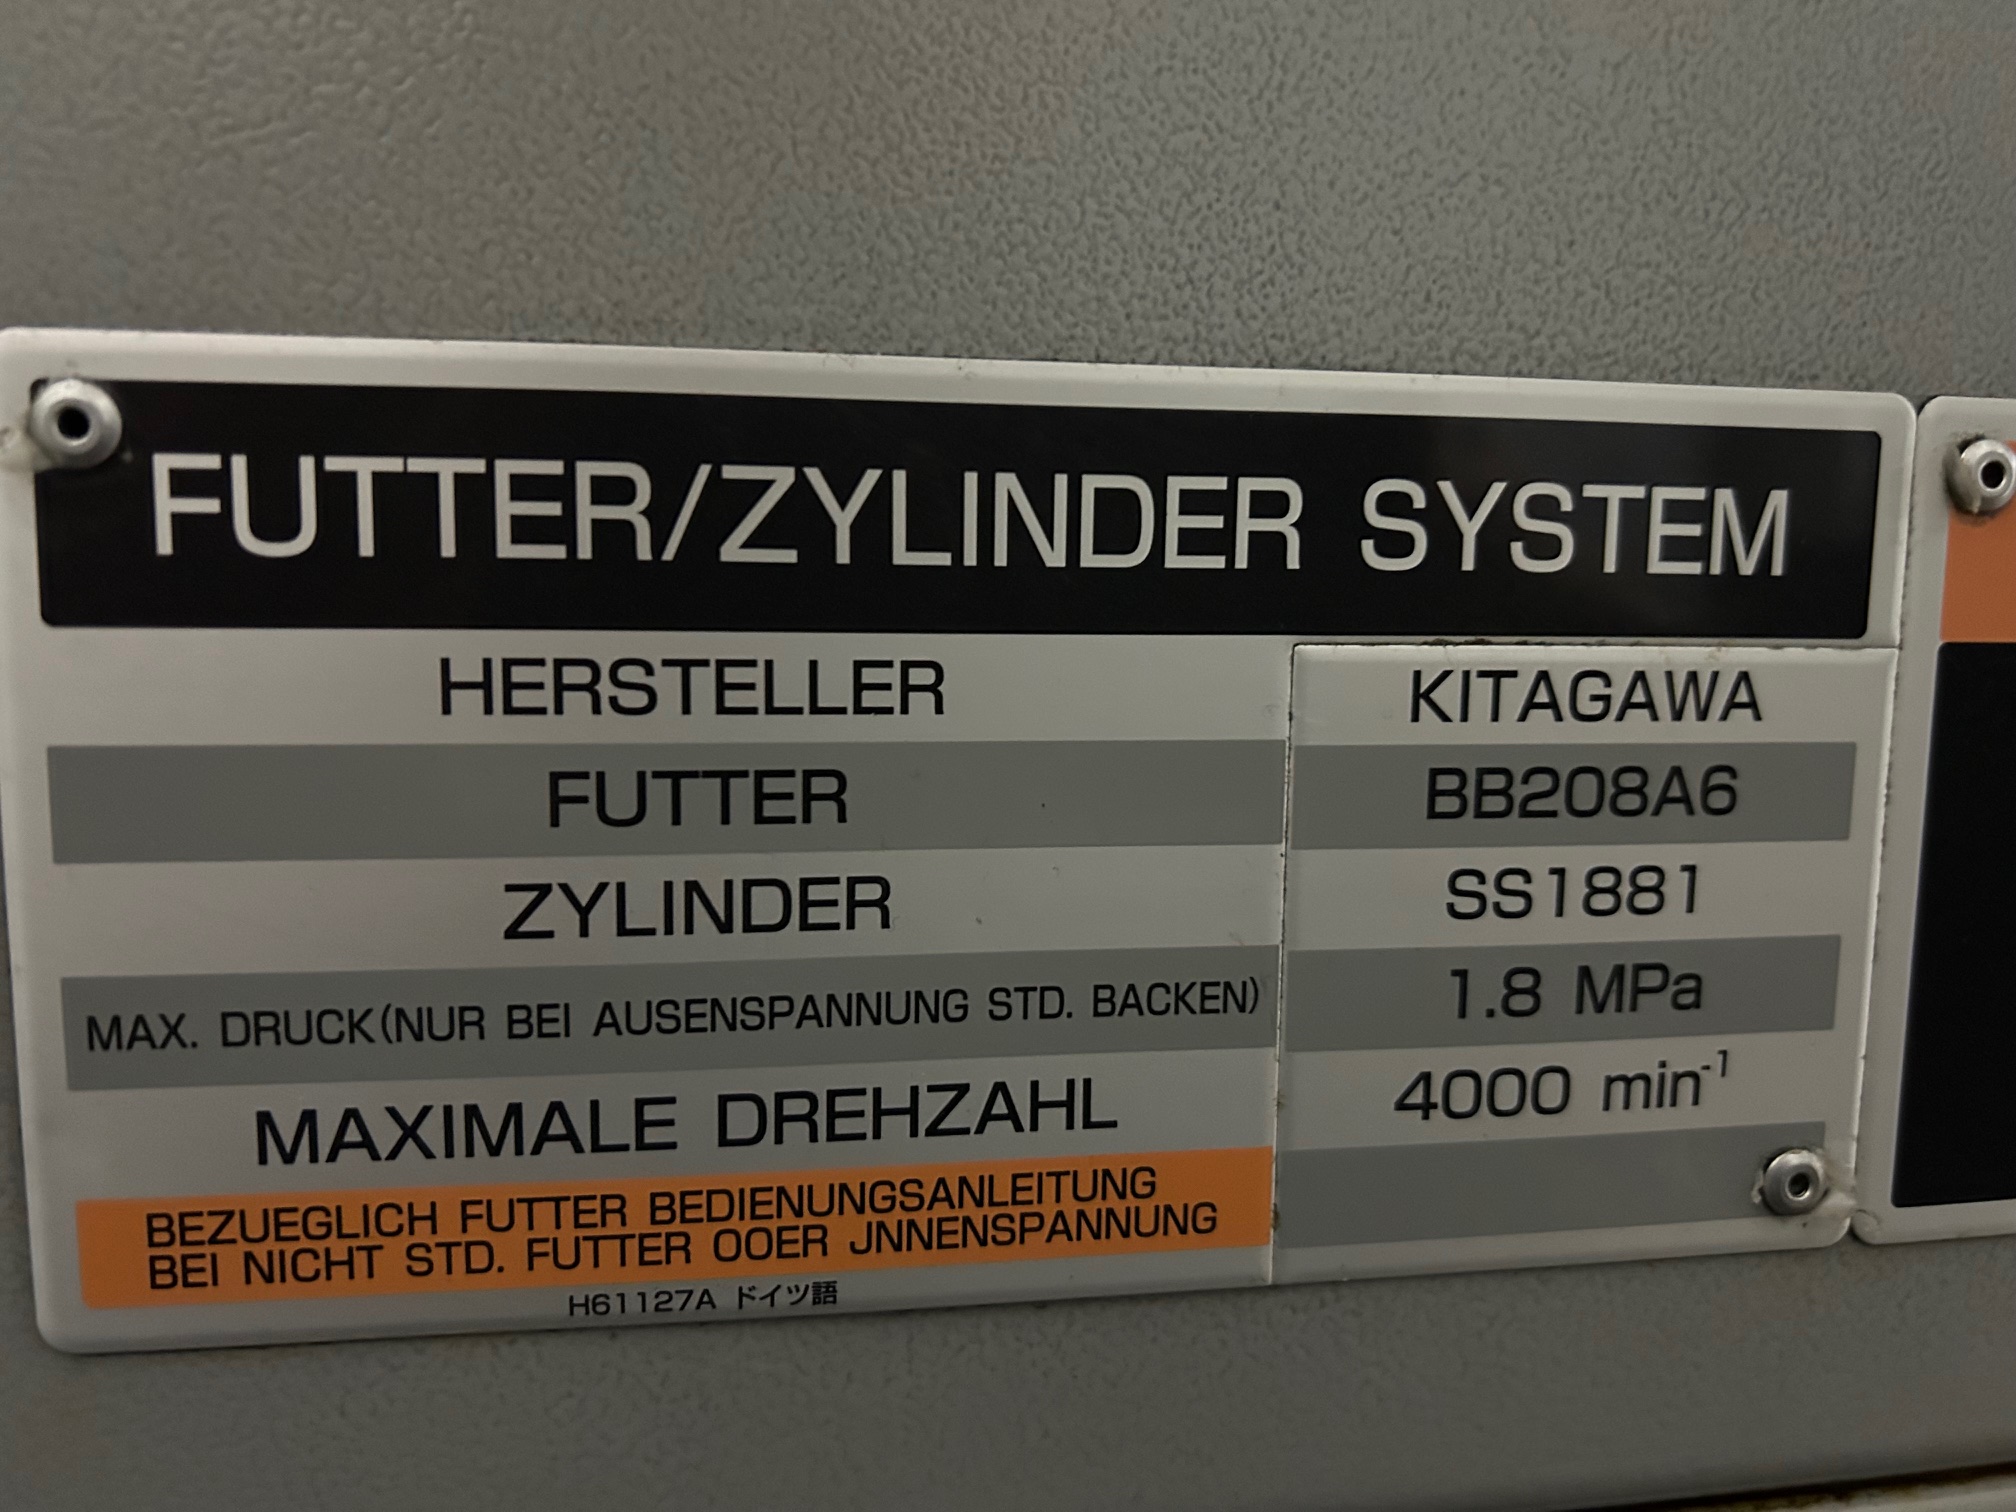 FUTTER/ZYLINDER SYSTEM
HERSTELLER KITAGAWA
FUTTER BB208A6
ZYLINDER SS1881
MAX. DRUCK(NUR BEI AUSENSPANNUNG STD. BACKEN) 1.8 MPa
MAXIMALE DREHZAHL 4000 min⁻¹
BEZUEGLICH FUTTER BEDIENUNGSANLEITUNG
BEI NICHT STD. FUTTER OOER JNNENSPANNUNG
H61127A ドイツ語